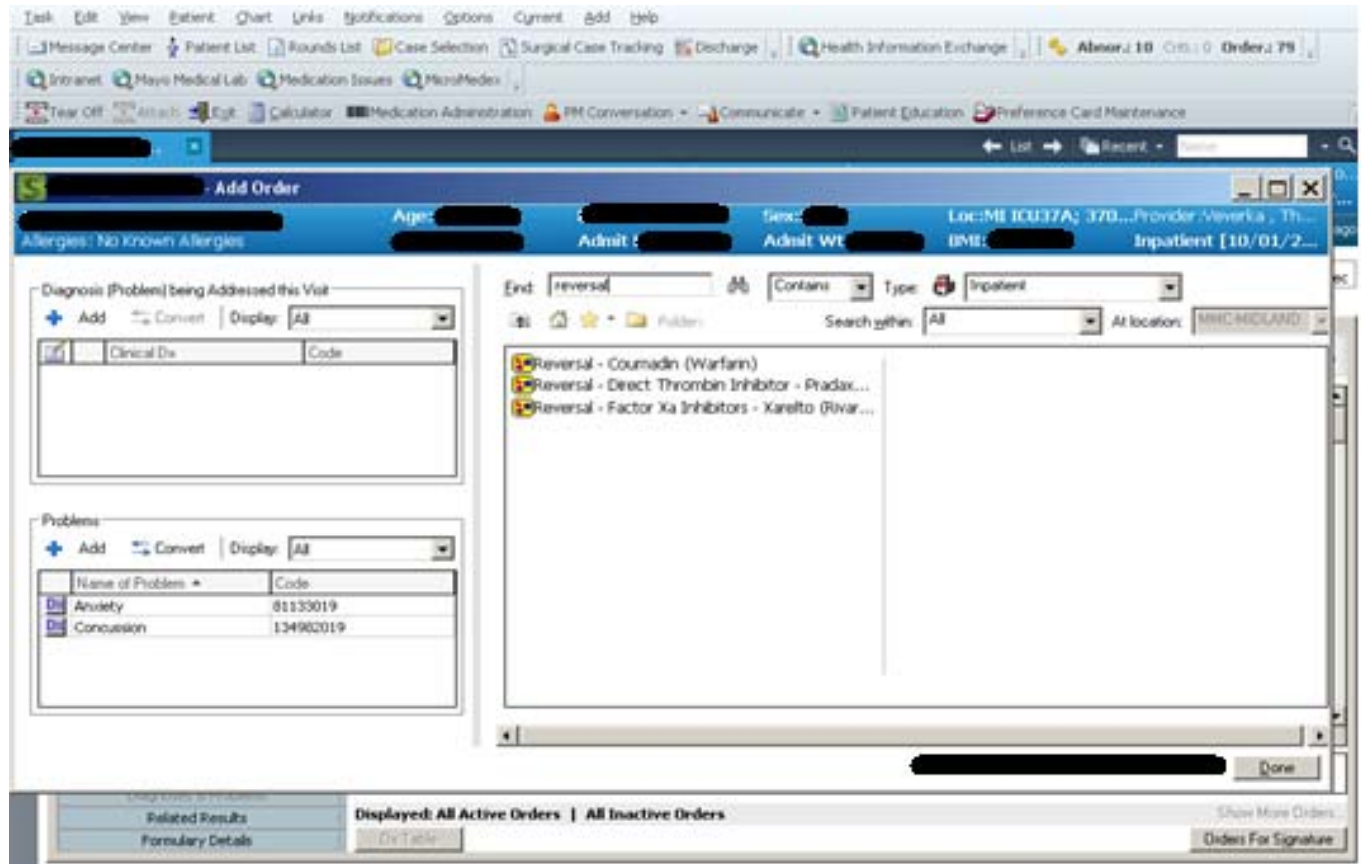 Task Edit View Patient Chart Links Notifications Options Current Add Help
Message Center Patient List Rounds List Case Selection Surgical Case Tracking Discharge Health Information Exchange Abnor.: 10 Crit.: 0 Order.: 79
Intranet Mayo Medical Lab Medication Issues MicroMedex
Tear Off Attach Exit Calculator Medication Administration PM Conversation Communicate Patient Education Preference Card Maintenance
List Recent Name
- Add Order
Age: Sex: Loc:MI ICU37A; 370...Provider:Veverka , Th...
Allergies: No Known Allergies Admit Admit Wt BMI: Inpatient [10/01/2...
Diagnosis (Problem) being Addressed this Visit
Add Convert Display: All
Clinical Dx Code
Find: reversal Contains Type: Inpatient
Folder: Search within: All At location: MMC-MIDLAND
Reversal - Coumadin (Warfarin)
Reversal - Direct Thrombin Inhibitor - Pradax...
Reversal - Factor Xa Inhibitors - Xarelto (Rivar...
Problems
Add Convert Display: All
Name of Problem Code
Dx Anxiety 81133019
Dx Concussion 134982019
Done
Diagnoses & Problems
Related Results
Formulary Details
Displayed: All Active Orders | All Inactive Orders
Show More Orders...
Dx Table
Orders For Signature